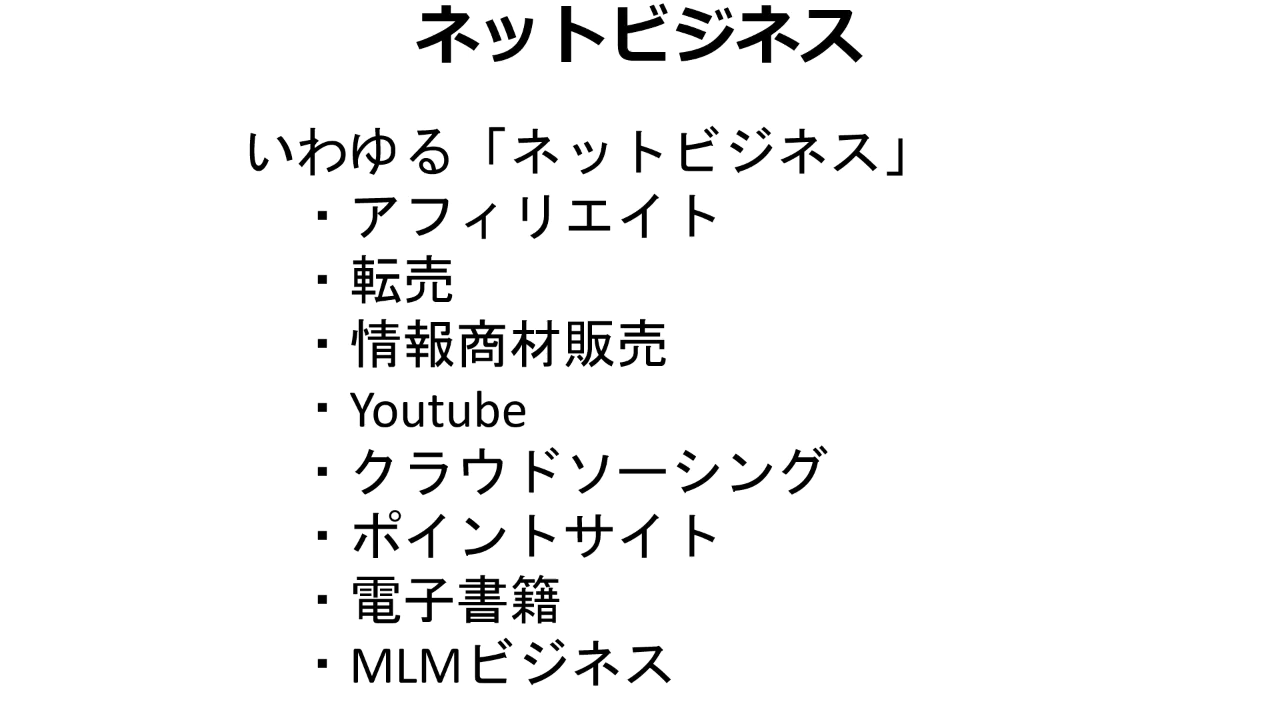 ネットビジネス
いわゆる「ネットビジネス」
・アフィリエイト
・転売
・情報商材販売
・Youtube
・クラウドソーシング
・ポイントサイト
・電子書籍
・MLMビジネス